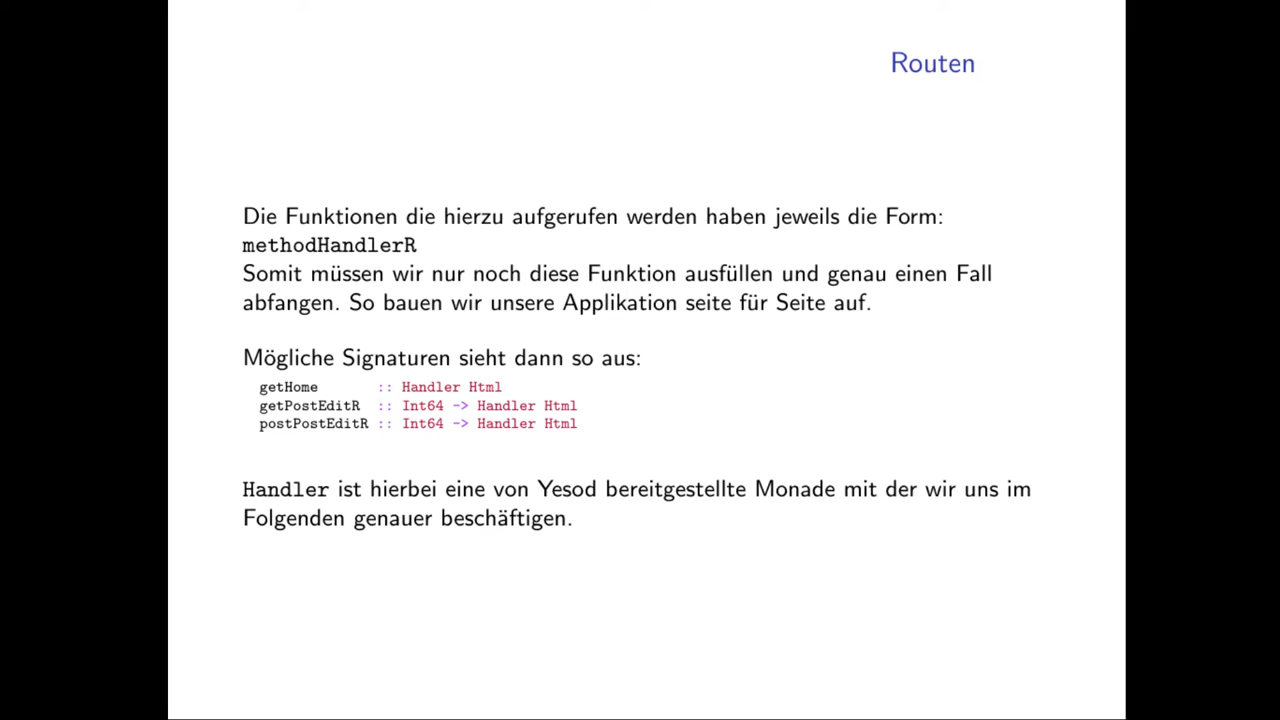 Routen
Die Funktionen die hierzu aufgerufen werden haben jeweils die Form:
methodHandlerR
Somit müssen wir nur noch diese Funktion ausfüllen und genau einen Fall
abfangen. So bauen wir unsere Applikation seite für Seite auf.
Mögliche Signaturen sieht dann so aus:
getHome :: Handler Html
getPostEditR :: Int64 -> Handler Html
postPostEditR :: Int64 -> Handler Html
Handler ist hierbei eine von Yesod bereitgestellte Monade mit der wir uns im
Folgenden genauer beschäftigen.